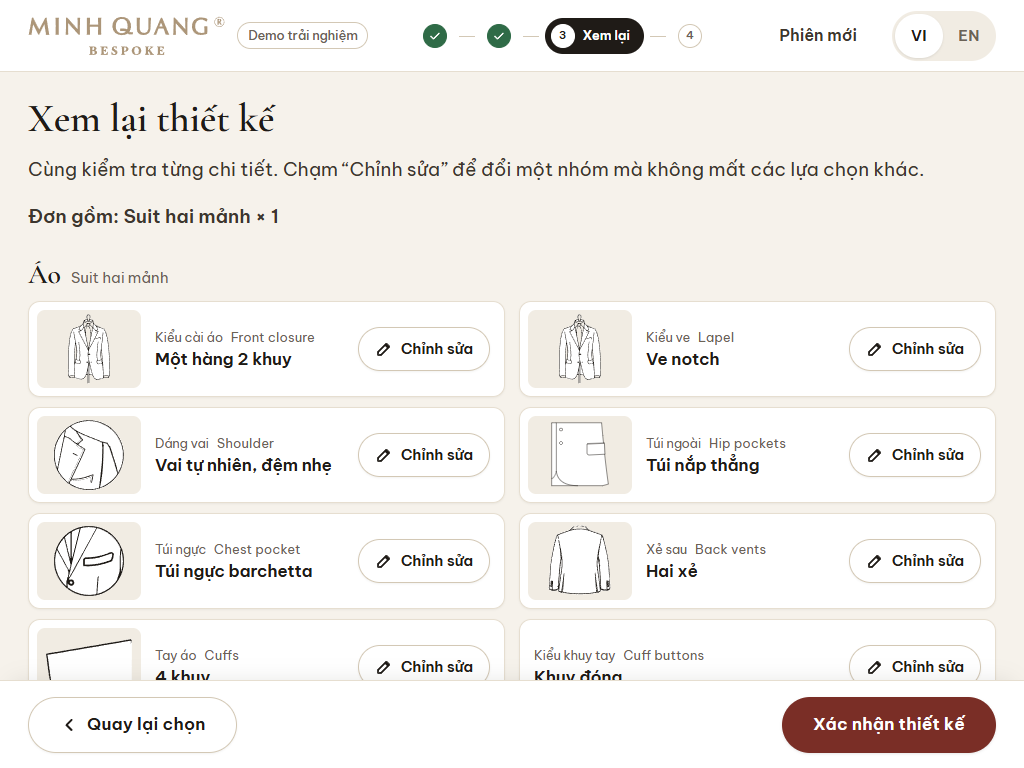 MINH QUANG®
BESPOKE
Demo trải nghiệm
3 Xem lại
4
Phiên mới
VI
EN
Xem lại thiết kế
Cùng kiểm tra từng chi tiết. Chạm “Chỉnh sửa” để đổi một nhóm mà không mất các lựa chọn khác.
Đơn gồm: Suit hai mảnh × 1
Áo Suit hai mảnh
Kiểu cài áo Front closure
Một hàng 2 khuy
Chỉnh sửa
Kiểu ve Lapel
Ve notch
Chỉnh sửa
Dáng vai Shoulder
Vai tự nhiên, đệm nhẹ
Chỉnh sửa
Túi ngoài Hip pockets
Túi nắp thẳng
Chỉnh sửa
Túi ngực Chest pocket
Túi ngực barchetta
Chỉnh sửa
Xẻ sau Back vents
Hai xẻ
Chỉnh sửa
Tay áo Cuffs
4 khuy
Chỉnh sửa
Kiểu khuy tay Cuff buttons
Khuy đóng
Chỉnh sửa
Quay lại chọn
Xác nhận thiết kế